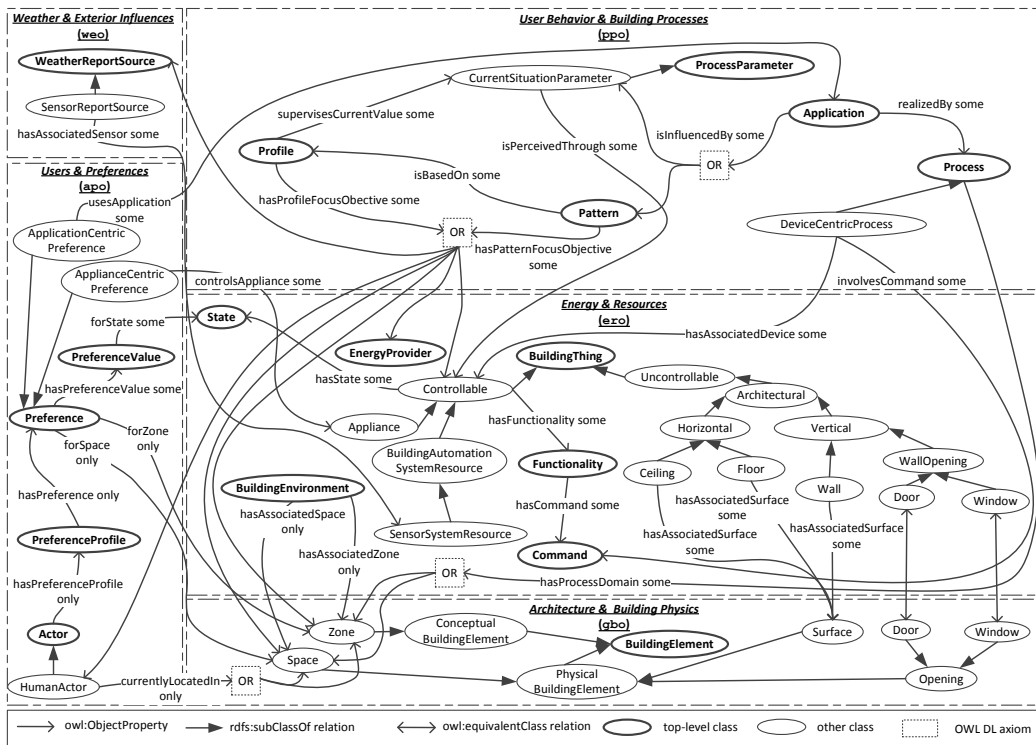 Weather & Exterior Influences
(weo)
WeatherReportSource
SensorReportSource
hasAssociatedSensor some
User Behavior & Building Processes
(ppo)
CurrentSituationParameter
ProcessParameter
supervisesCurrentValue some
Profile
isPerceivedThrough some
isInfluencedBy some
Application
realizedBy some
OR
Process
isBasedOn some
hasProfileFocusObective some
Pattern
OR
hasPatternFocusObjective
some
DeviceCentricProcess
involvesCommand some
Users & Preferences
(apo)
usesApplication
some
ApplicationCentric
Preference
ApplianceCentric
Preference
controlsAppliance some
forState some
PreferenceValue
hasPreferenceValue some
Preference
forSpace
only
forZone
only
hasPreference only
PreferenceProfile
hasPreferenceProfile
only
Actor
HumanActor
currentlyLocatedIn
only
OR
Energy & Resources
(ero)
State
EnergyProvider
BuildingThing
hasAssociatedDevice some
hasState some
Controllable
Uncontrollable
Architectural
Appliance
hasFunctionality some
Horizontal
Vertical
BuildingAutomation
SystemResource
Functionality
Ceiling
Floor
WallOpening
Wall
Door
Window
BuildingEnvironment
hasAssociatedSpace
only
hasCommand some
hasAssociatedSurface
some
hasAssociatedSurface
some
hasAssociatedSurface
some
SensorSystemResource
hasAssociatedZone
only
Command
OR
hasProcessDomain some
Architecture & Building Physics
(gbo)
Zone
Conceptual
BuildingElement
BuildingElement
Surface
Door
Window
Space
Physical
BuildingElement
Opening
owl:ObjectProperty
rdfs:subClassOf relation
owl:equivalentClass relation
top-level class
other class
OWL DL axiom